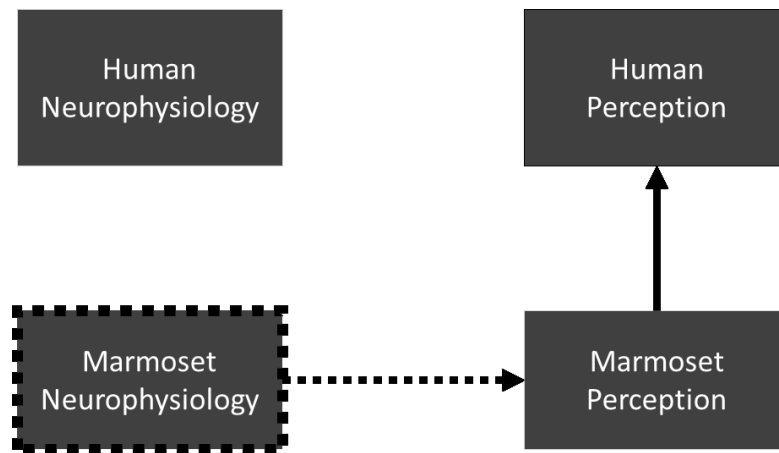 Human
Neurophysiology
Human
Perception
Marmoset
Neurophysiology
Marmoset
Perception